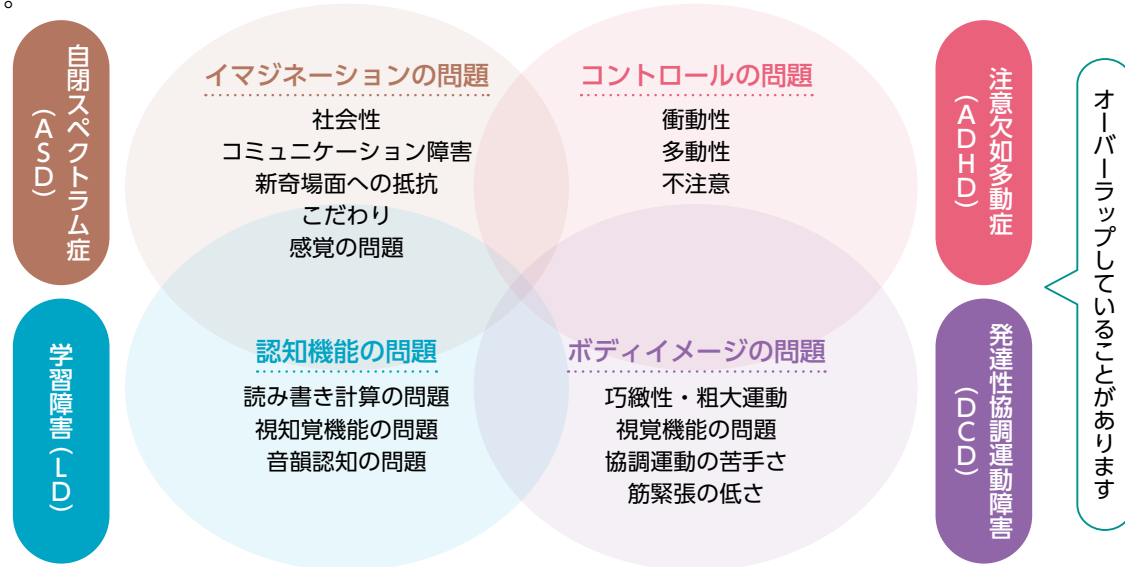 。
自閉スペクトラム症
（ASD）
イマジネーションの問題
社会性
コミュニケーション障害
新奇場面への抵抗
こだわり
感覚の問題
コントロールの問題
衝動性
多動性
不注意
注意欠如多動症
（ADHD）
学習障害（LD）
認知機能の問題
読み書き計算の問題
視知覚機能の問題
音韻認知の問題
ボディイメージの問題
巧緻性・粗大運動
視覚機能の問題
協調運動の苦手さ
筋緊張の低さ
発達性協調運動障害
（DCD）
オーバーラップしていることがあります